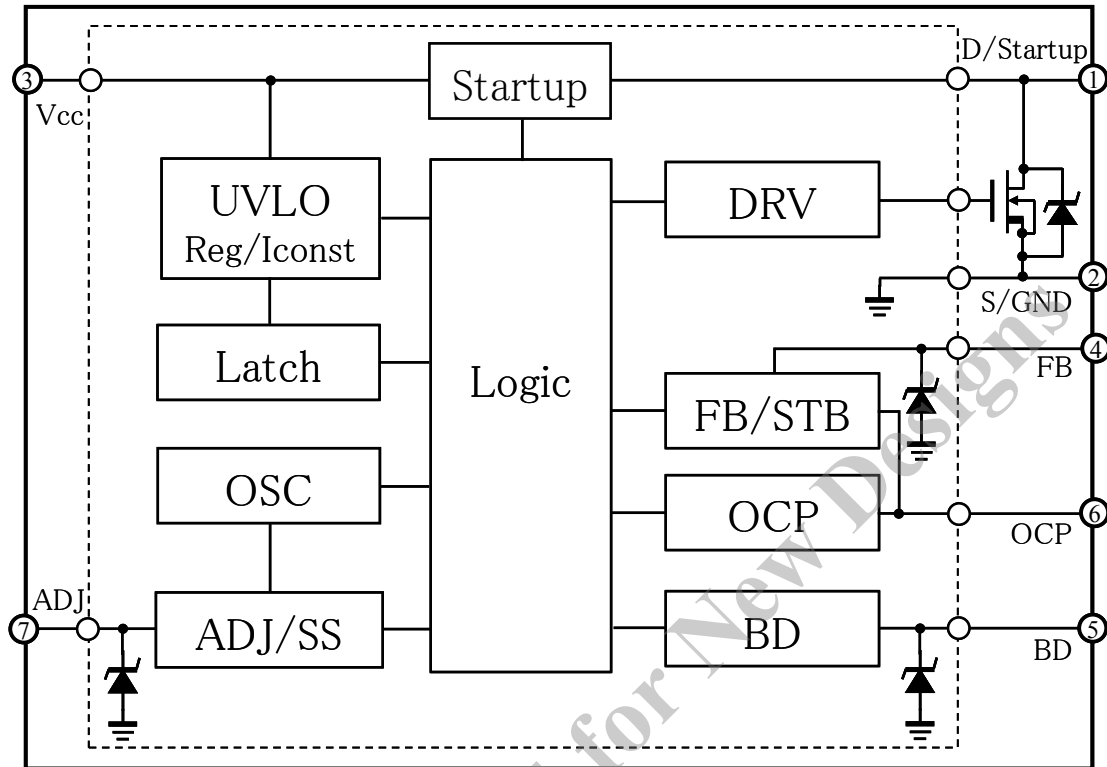 D/Startup
3
Startup
1
Vcc
UVLO
Reg/Iconst
DRV
2
S/GND
Latch
Logic
4
FB
FB/STB
OSC
OCP
6
OCP
ADJ
7
ADJ/SS
BD
5
BD
for New Designs